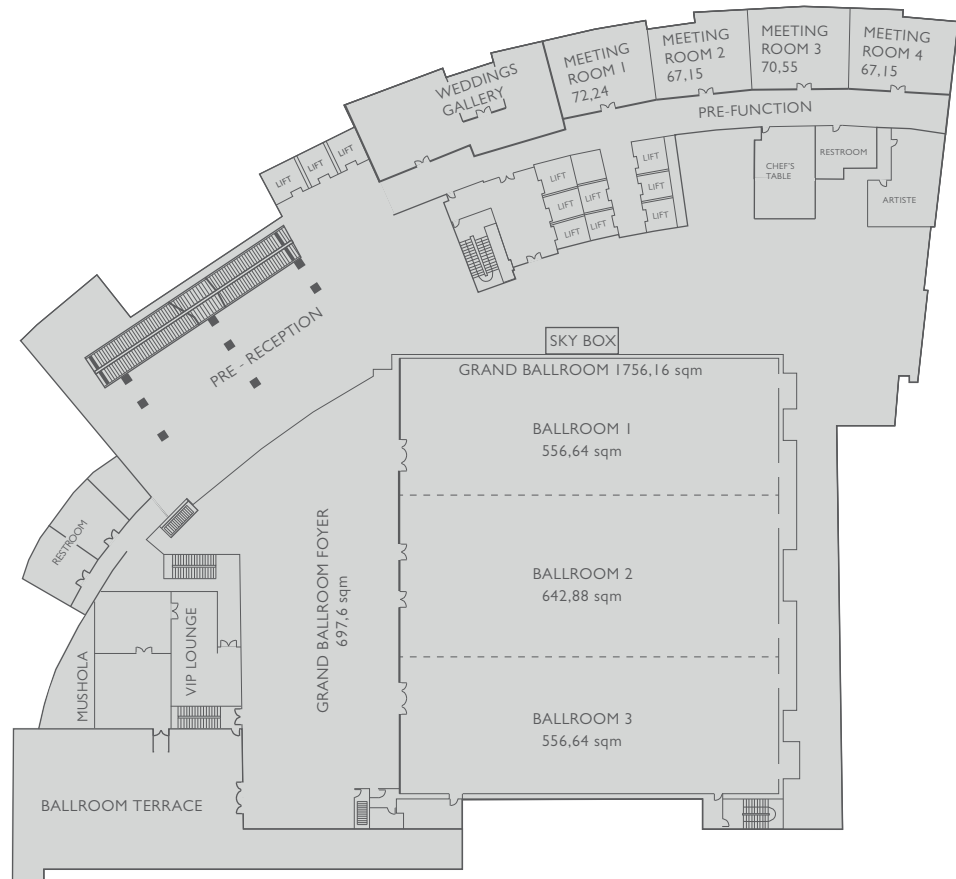 WEDDINGS
GALLERY
MEETING
ROOM 1
72,24
MEETING
ROOM 2
67,15
MEETING
ROOM 3
70,55
MEETING
ROOM 4
67,15
PRE-FUNCTION
LIFT
LIFT
LIFT
LIFT
LIFT
LIFT
LIFT
LIFT
LIFT
LIFT
LIFT
CHEF'S
TABLE
RESTROOM
ARTISTE
PRE - RECEPTION
SKY BOX
GRAND BALLROOM 1756,16 sqm
BALLROOM 1
556,64 sqm
BALLROOM 2
642,88 sqm
BALLROOM 3
556,64 sqm
GRAND BALLROOM FOYER
697,6 sqm
RESTROOM
MUSHOLA
VIP LOUNGE
BALLROOM TERRACE